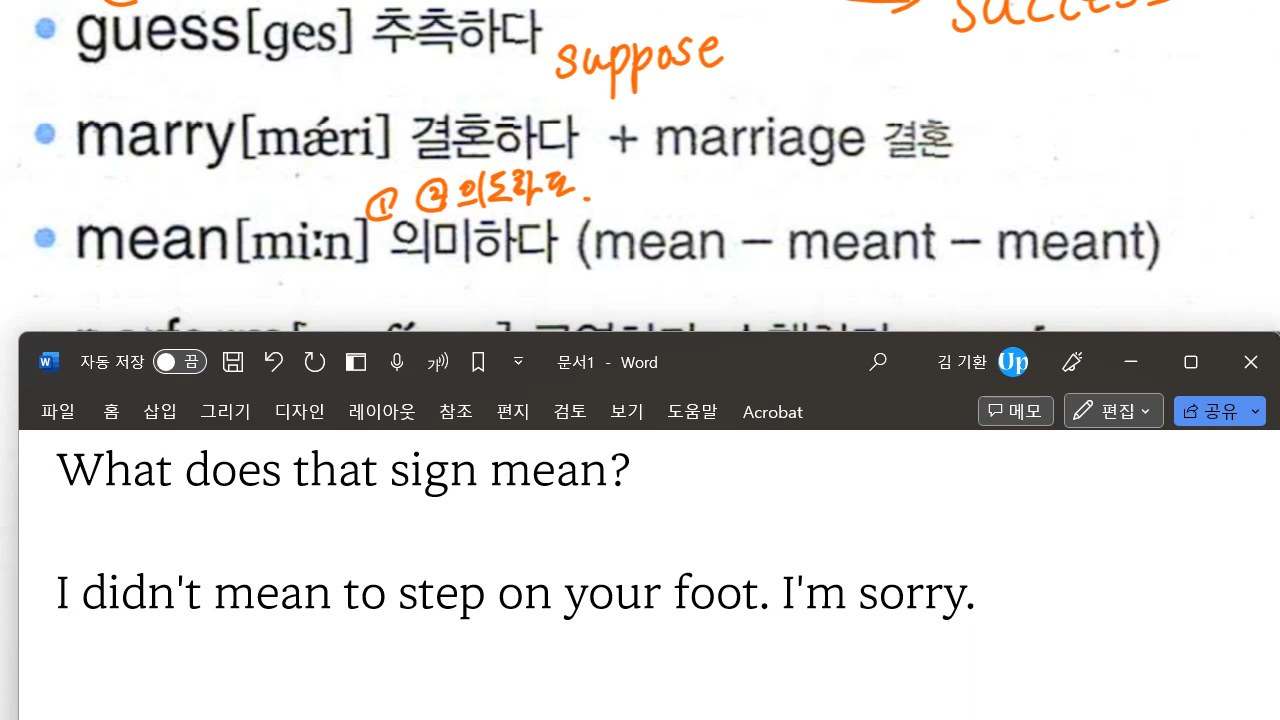 success
guess[ges] 추측하다
suppose
marry[mǽri] 결혼하다 + marriage 결혼
① ② 의도하다.
mean[mi:n] 의미하다 (mean – meant – meant)
자동 저장 끔 가 문서1 - Word 김 기환 Up
파일 홈 삽입 그리기 디자인 레이아웃 참조 편지 검토 보기 도움말 Acrobat 메모 편집 공유
What does that sign mean?
I didn't mean to step on your foot. I'm sorry.